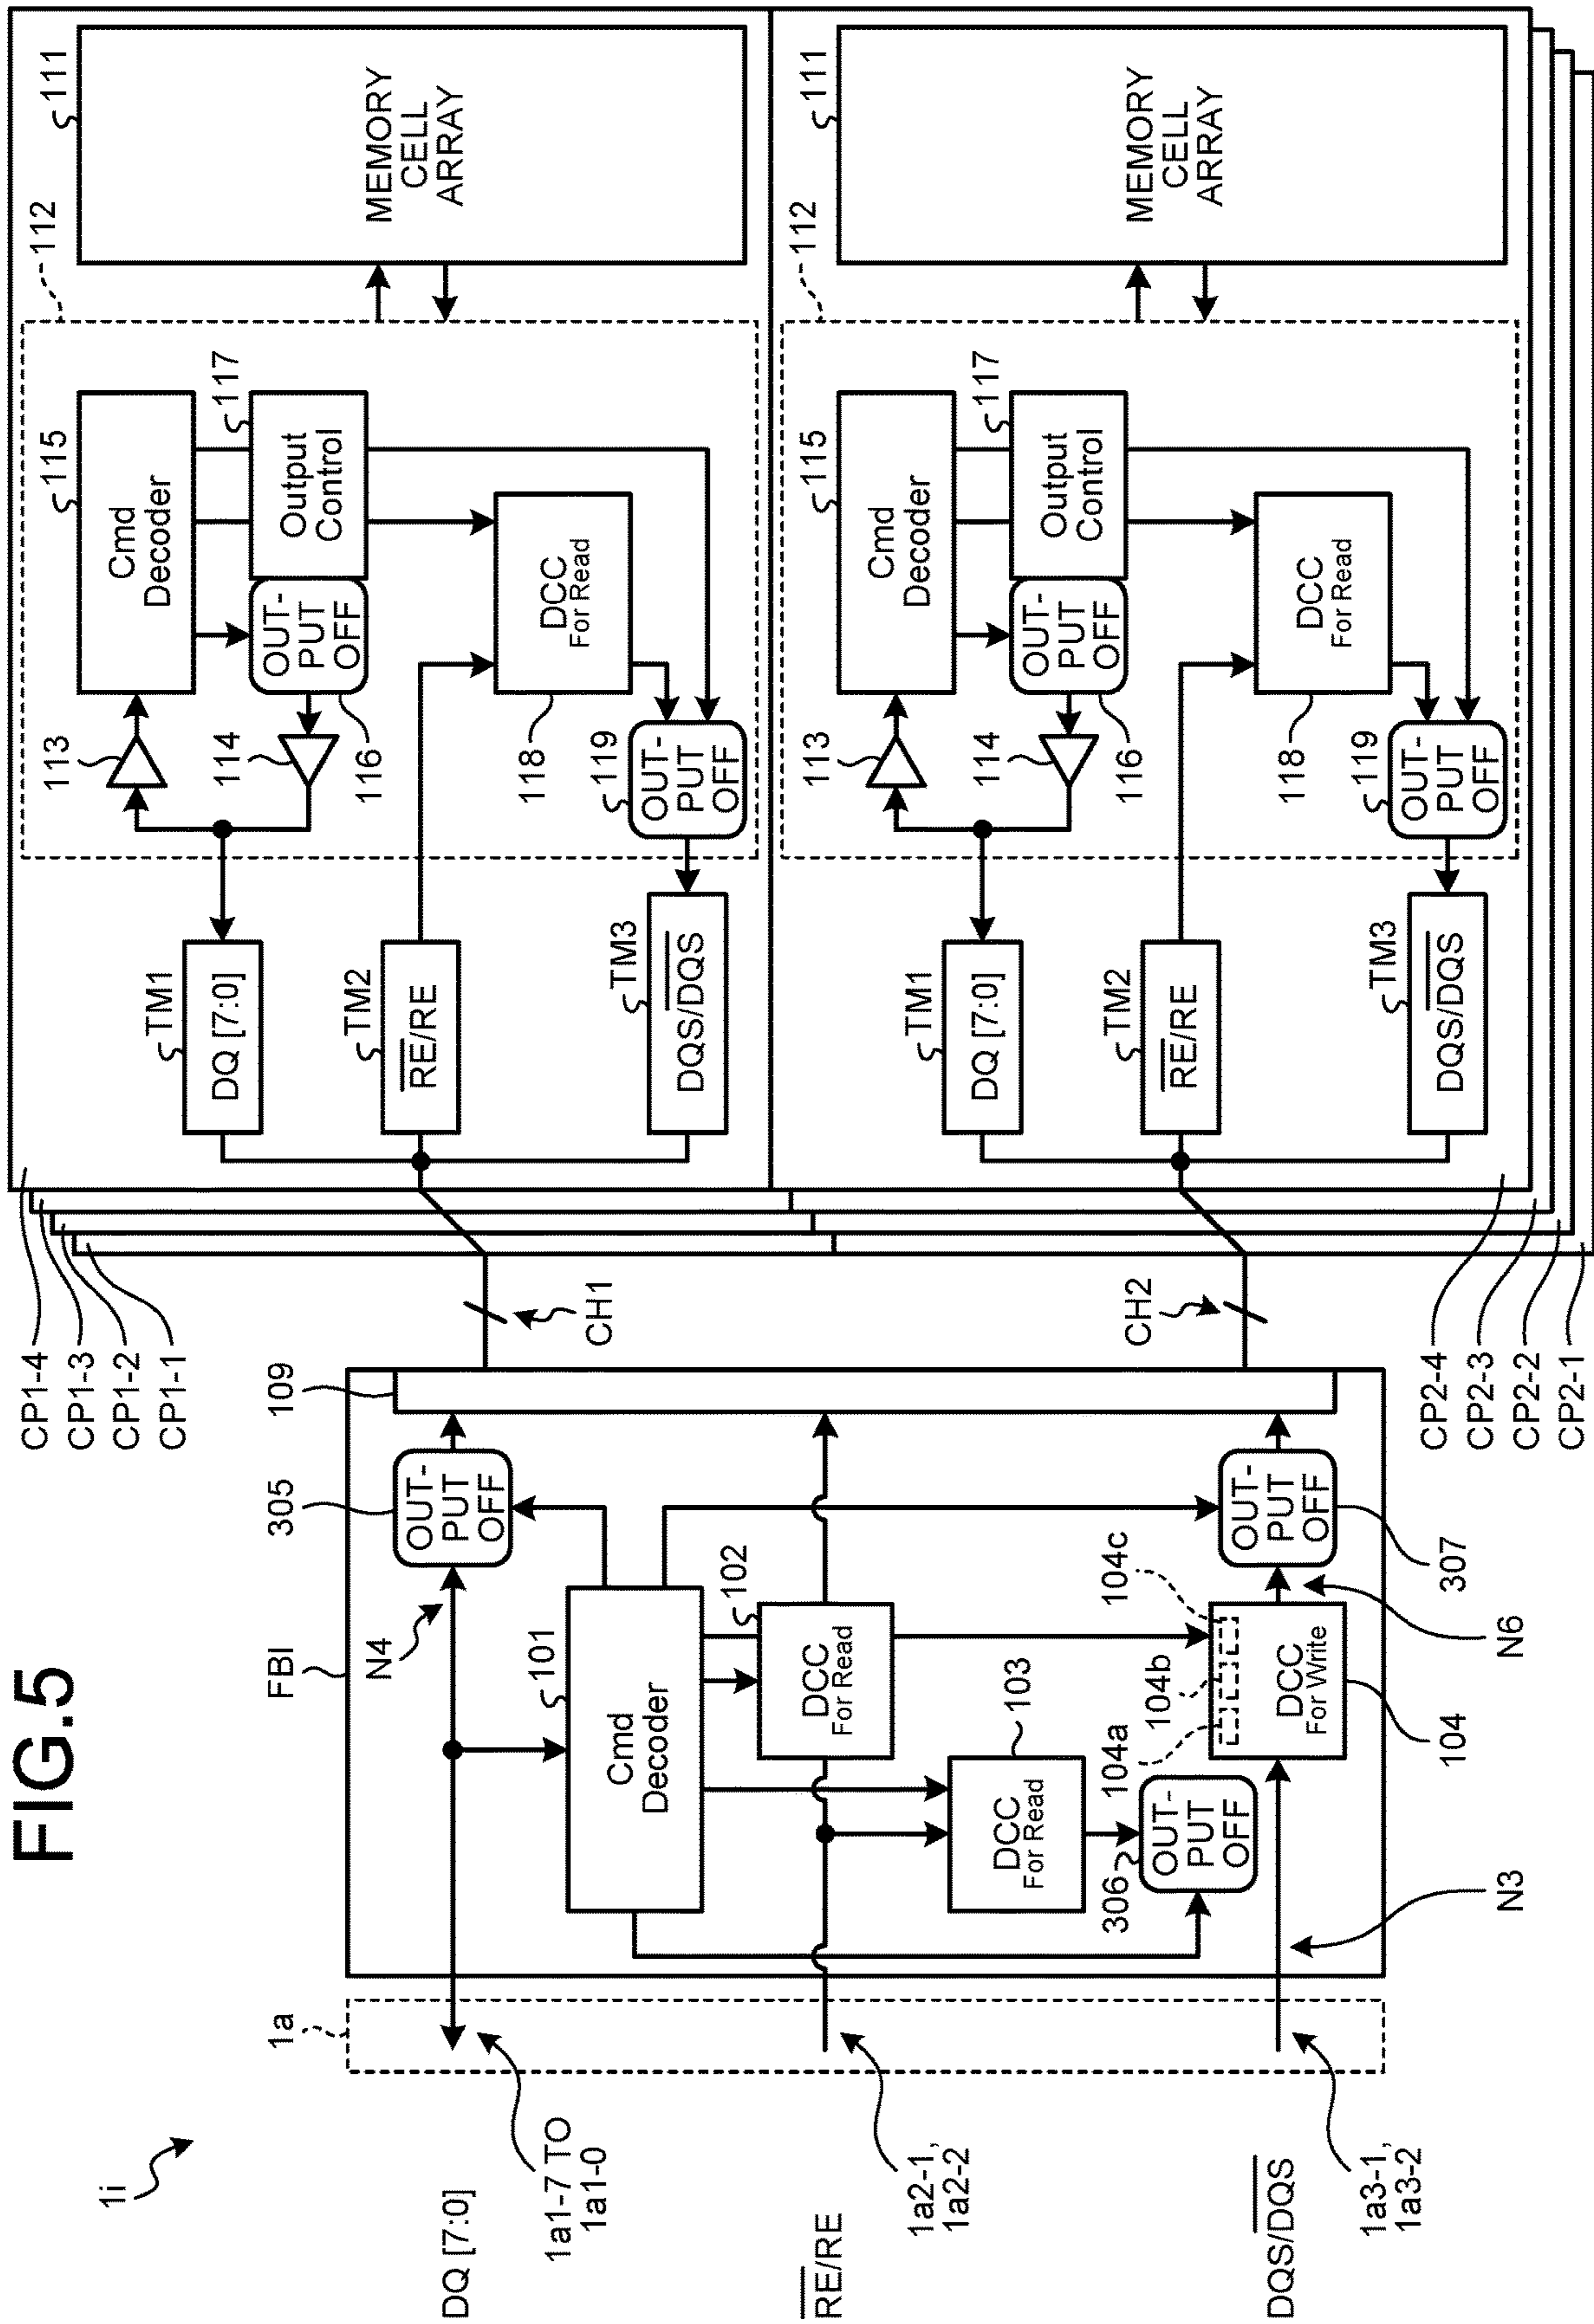 FIG.5
1i
DQ [7:0]
1a1-7 TO
1a1-0
R̅E̅/RE
1a2-1,
1a2-2
DQS/D̅Q̅S̅
1a3-1,
1a3-2
1a
FBI
N4
305
OUT-
PUT
OFF
109
101
Cmd
Decoder
102
DCC
For Read
103
DCC
For Read
306
OUT-
PUT
OFF
104a
104b
104c
DCC
For Write
104
307
OUT-
PUT
OFF
N3
N6
CH1
CH2
CP1-4
CP1-3
CP1-2
CP1-1
CP2-4
CP2-3
CP2-2
CP2-1
TM1
DQ [7:0]
TM2
R̅E̅/RE
TM3
DQS/D̅Q̅S̅
112
113
114
115
Cmd
Decoder
116
OUT-
PUT
OFF
117
Output
Control
118
DCC
For Read
119
OUT-
PUT
OFF
111
MEMORY
CELL
ARRAY
TM1
DQ [7:0]
TM2
R̅E̅/RE
TM3
DQS/D̅Q̅S̅
112
113
114
115
Cmd
Decoder
116
OUT-
PUT
OFF
117
Output
Control
118
DCC
For Read
119
OUT-
PUT
OFF
111
MEMORY
CELL
ARRAY